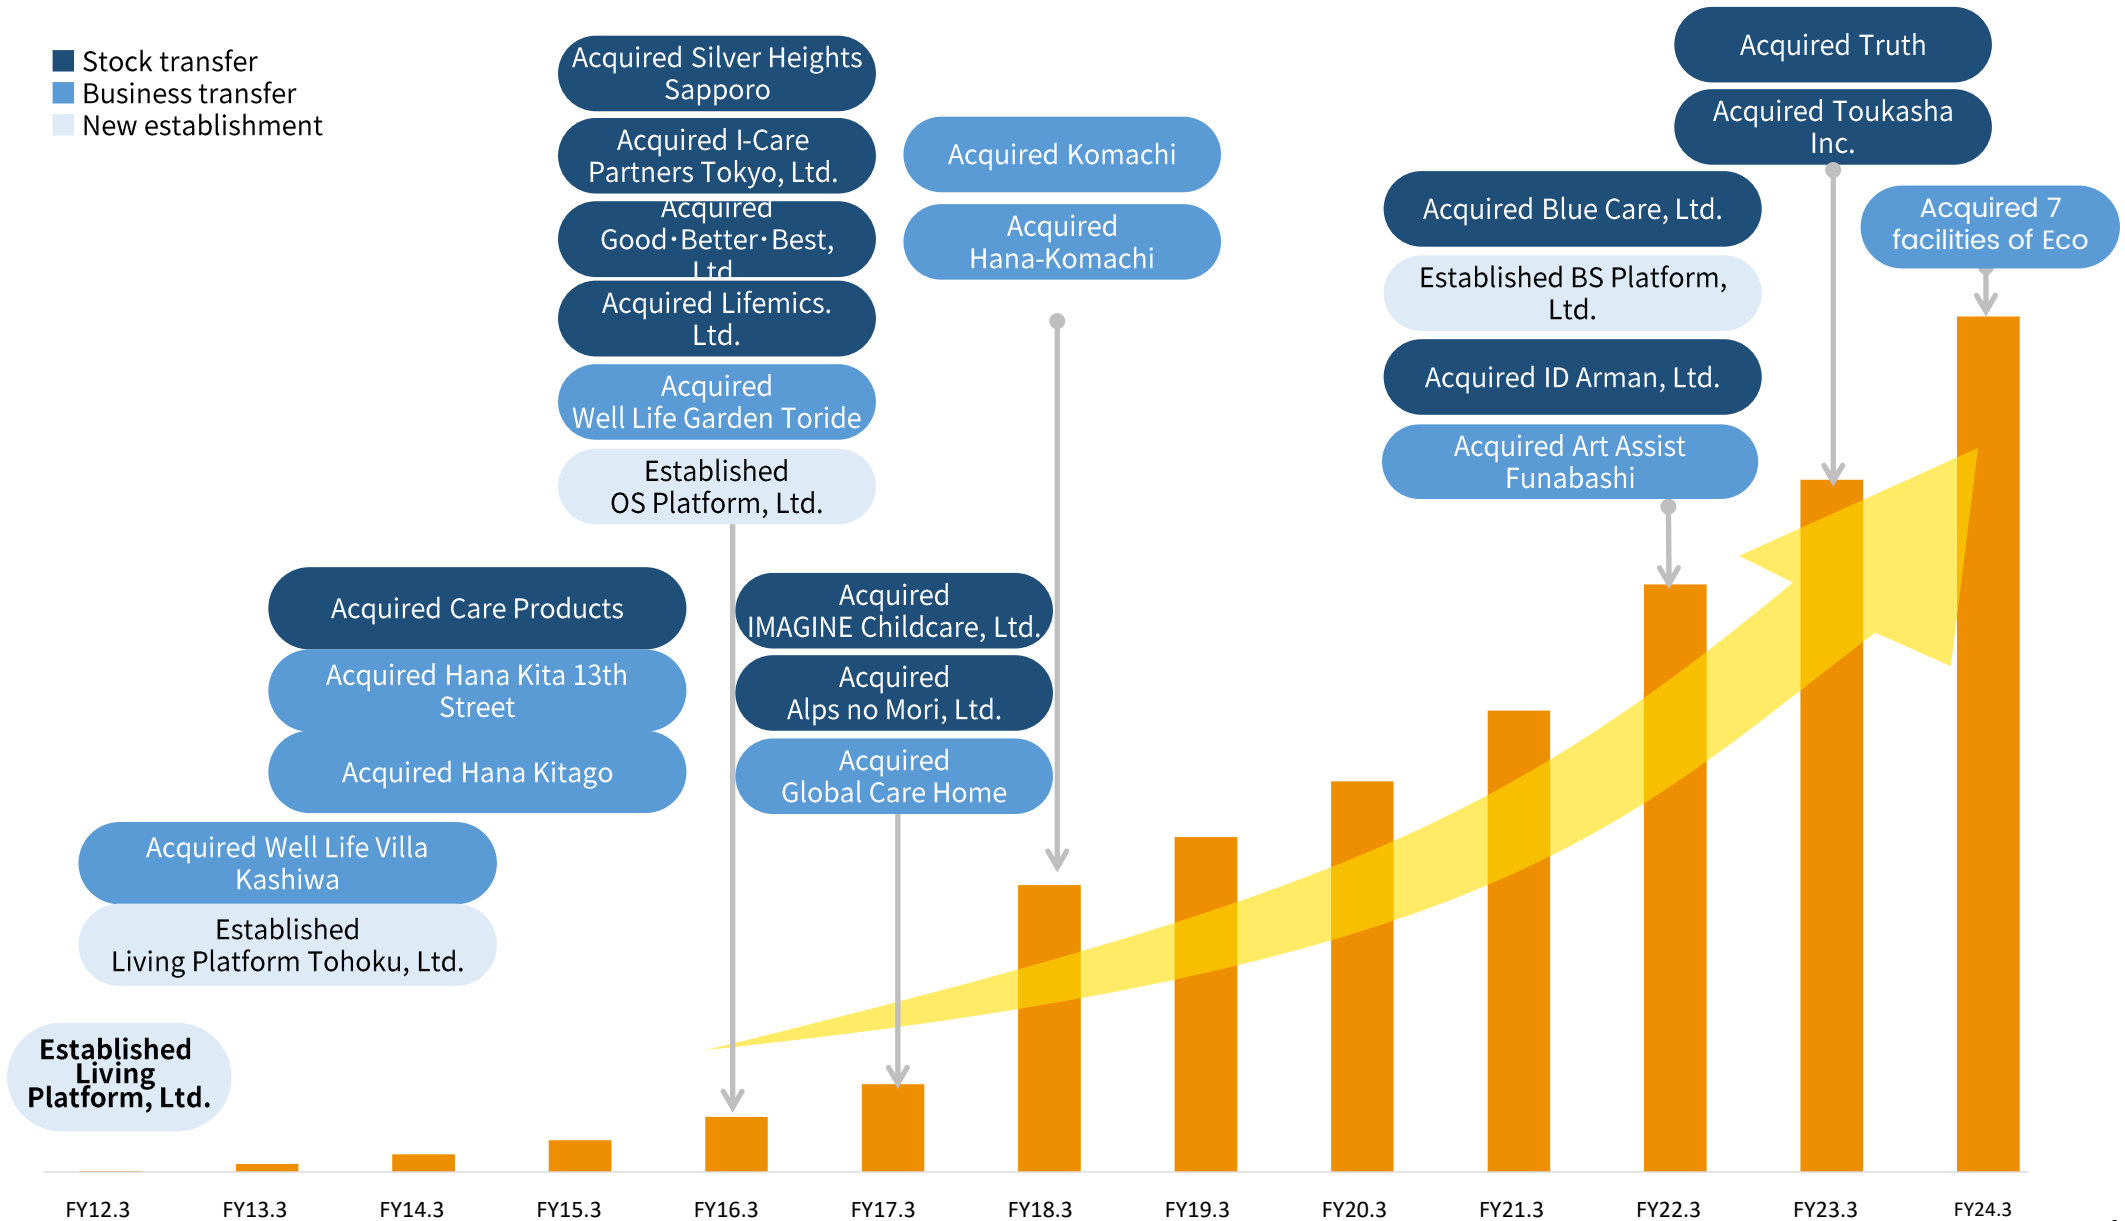 Stock transfer
Business transfer
New establishment
Acquired Silver Heights
Sapporo
Acquired I-Care
Partners Tokyo, Ltd.
Acquired
Good･Better･Best,
Ltd.
Acquired Lifemics.
Ltd.
Acquired
Well Life Garden Toride
Established
OS Platform, Ltd.
Acquired Komachi
Acquired
Hana-Komachi
Acquired Truth
Acquired Toukasha
Inc.
Acquired Blue Care, Ltd.
Established BS Platform,
Ltd.
Acquired ID Arman, Ltd.
Acquired Art Assist
Funabashi
Acquired 7
facilities of Eco
Acquired Care Products
Acquired Hana Kita 13th
Street
Acquired Hana Kitago
Acquired
IMAGINE Childcare, Ltd.
Acquired
Alps no Mori, Ltd.
Acquired
Global Care Home
Acquired Well Life Villa
Kashiwa
Established
Living Platform Tohoku, Ltd.
Established
Living
Platform, Ltd.
FY12.3
FY13.3
FY14.3
FY15.3
FY16.3
FY17.3
FY18.3
FY19.3
FY20.3
FY21.3
FY22.3
FY23.3
FY24.3